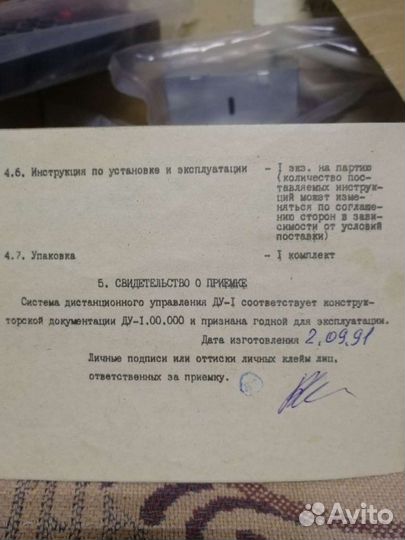 4.6. Инструкция по установке и эксплуатации - I экз. на партию
(количество пос-
тавляемых инструк-
ций может изме-
няться по соглаше-
нию сторон в зави-
симости от условий
поставки)
4.7. Упаковка - I комплект
5. СВИДЕТЕЛЬСТВО О ПРИЕМКЕ
Система дистанционного управления ДУ-I соответствует конструк-
торской документации ДУ-I.00.000 и признана годной для эксплуатации.
Дата изготовления 2.09.91
Личные подписи или оттиски личных клейм лиц,
ответственных за приемку.
Avito